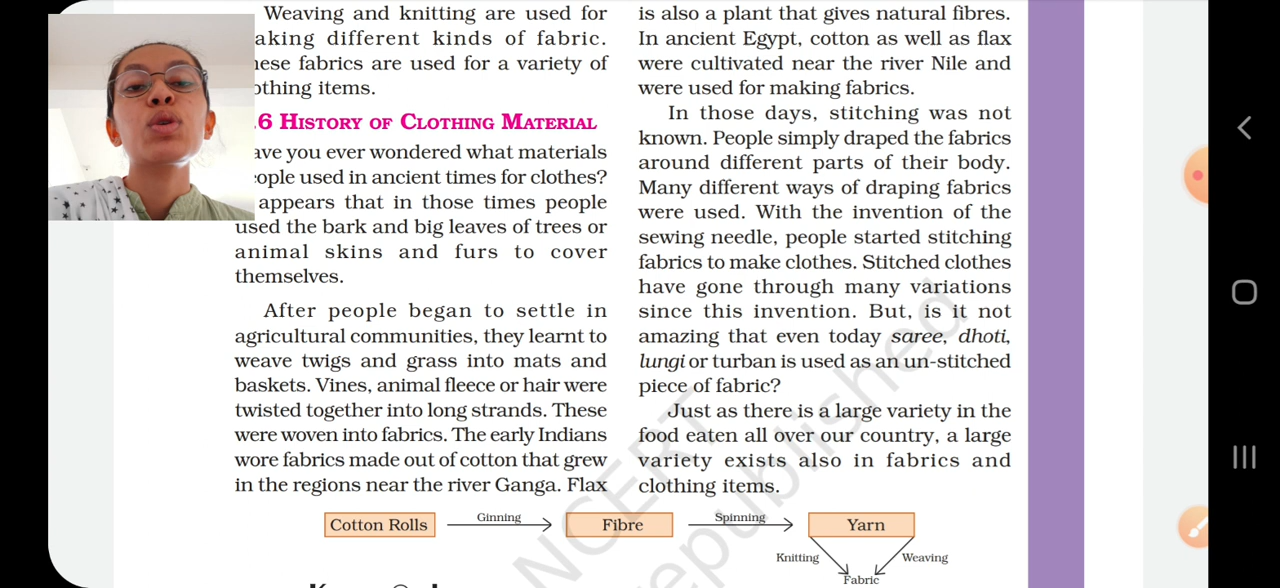 Weaving and knitting are used for
aking different kinds of fabric.
hese fabrics are used for a variety of
othing items.
.6 HISTORY OF CLOTHING MATERIAL
ave you ever wondered what materials
eople used in ancient times for clothes?
appears that in those times people
used the bark and big leaves of trees or
animal skins and furs to cover
themselves.
After people began to settle in
agricultural communities, they learnt to
weave twigs and grass into mats and
baskets. Vines, animal fleece or hair were
twisted together into long strands. These
were woven into fabrics. The early Indians
wore fabrics made out of cotton that grew
in the regions near the river Ganga. Flax
is also a plant that gives natural fibres.
In ancient Egypt, cotton as well as flax
were cultivated near the river Nile and
were used for making fabrics.
In those days, stitching was not
known. People simply draped the fabrics
around different parts of their body.
Many different ways of draping fabrics
were used. With the invention of the
sewing needle, people started stitching
fabrics to make clothes. Stitched clothes
have gone through many variations
since this invention. But, is it not
amazing that even today saree, dhoti,
lungi or turban is used as an un-stitched
piece of fabric?
Just as there is a large variety in the
food eaten all over our country, a large
variety exists also in fabrics and
clothing items.
Cotton Rolls Ginning Fibre Spinning Yarn
Knitting Weaving
Fabric
NCERT
republished